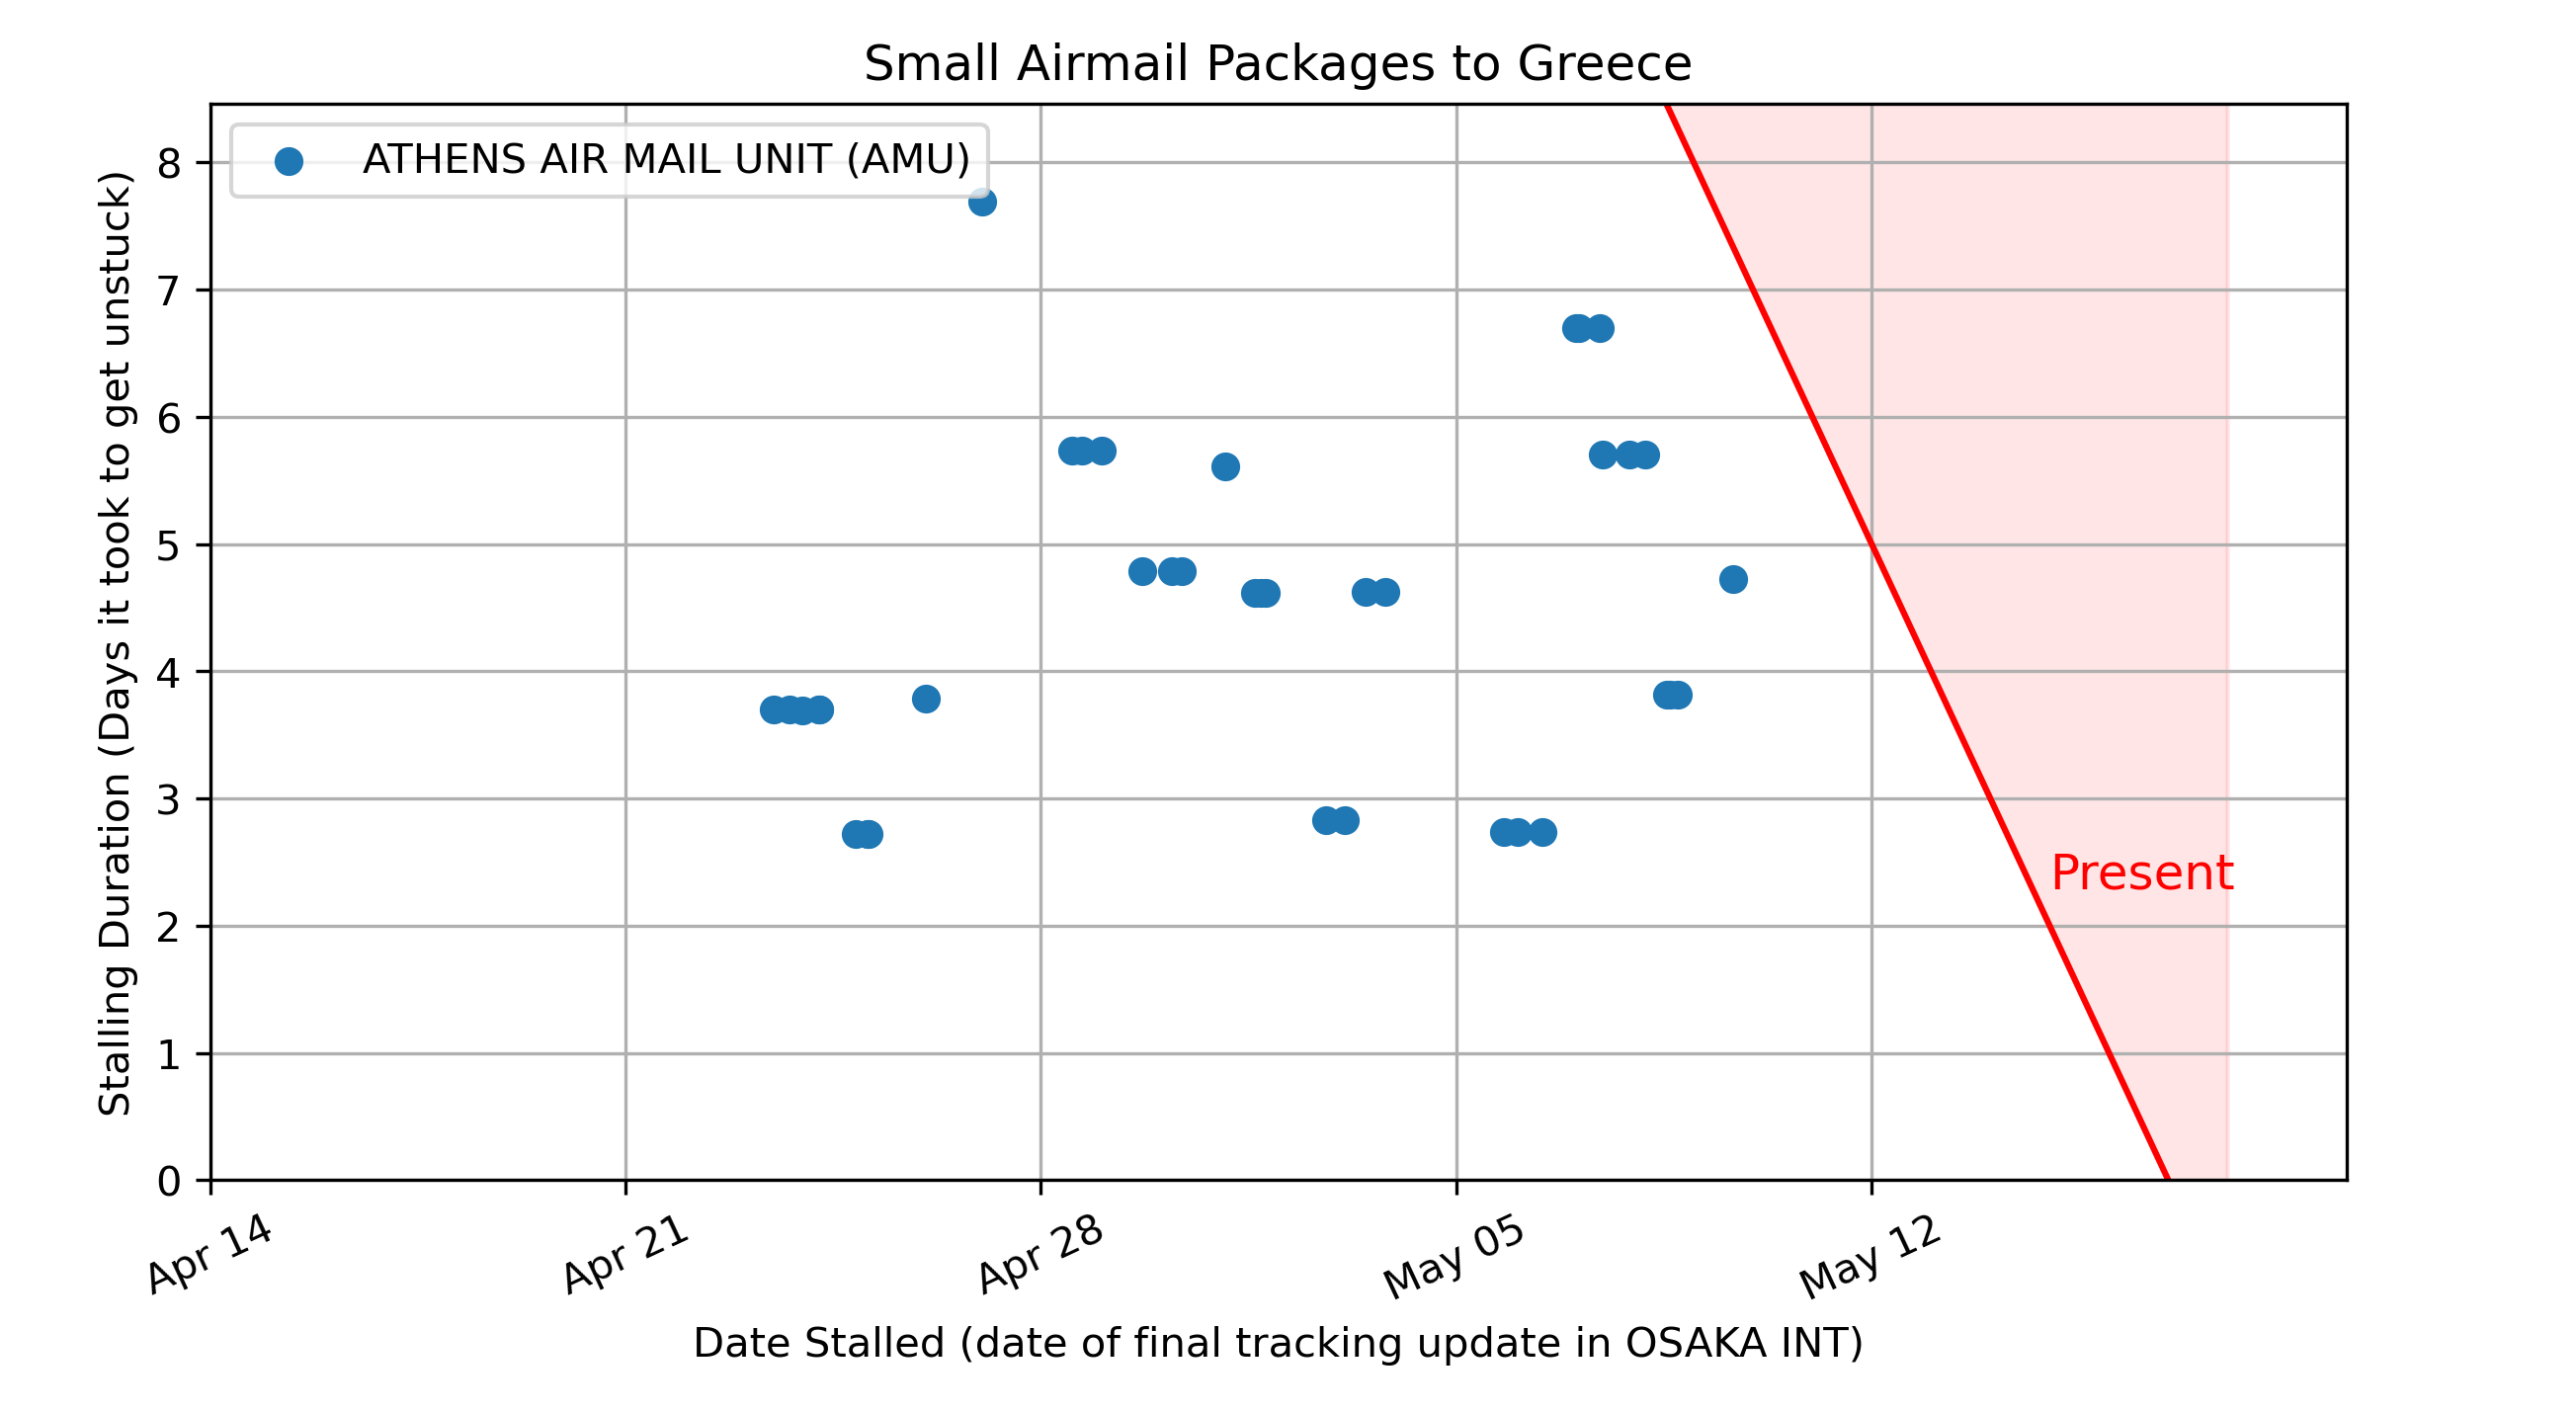 Small Airmail Packages to Greece
ATHENS AIR MAIL UNIT (AMU)
Stalling Duration (Days it took to get unstuck)
8
7
6
5
4
3
2
1
0
Present
Apr 14
Apr 21
Apr 28
May 05
May 12
Date Stalled (date of final tracking update in OSAKA INT)